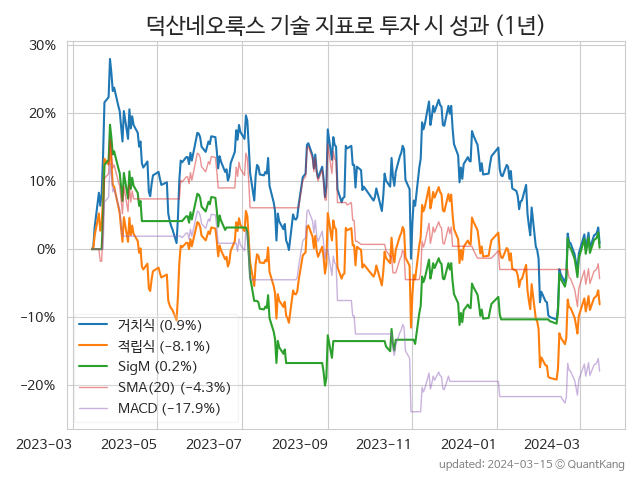 덕산네오룩스 기술 지표로 투자 시 성과 (1년)
30%
20%
10%
0%
−10%
−20%
거치식 (0.9%)
적립식 (−8.1%)
SigM (0.2%)
SMA(20) (−4.3%)
MACD (−17.9%)
2023−03
2023−05
2023−07
2023−09
2023−11
2024−01
2024−03
updated: 2024−03−15 ⓒ QuantKang